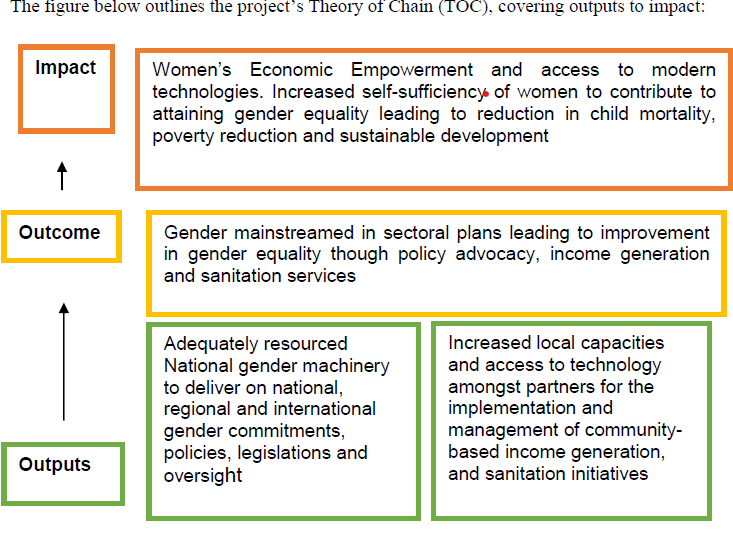 The figure below outlines the project's Theory of Chain (TOC), covering outputs to impact:
Impact
Women's Economic Empowerment and access to modern
technologies. Increased self-sufficiency of women to contribute to
attaining gender equality leading to reduction in child mortality,
poverty reduction and sustainable development
Outcome
Gender mainstreamed in sectoral plans leading to improvement
in gender equality though policy advocacy, income generation
and sanitation services
Adequately resourced
National gender machinery
to deliver on national,
regional and international
gender commitments,
policies, legislations and
oversight
Increased local capacities
and access to technology
amongst partners for the
implementation and
management of community-
based income generation,
and sanitation initiatives
Outputs